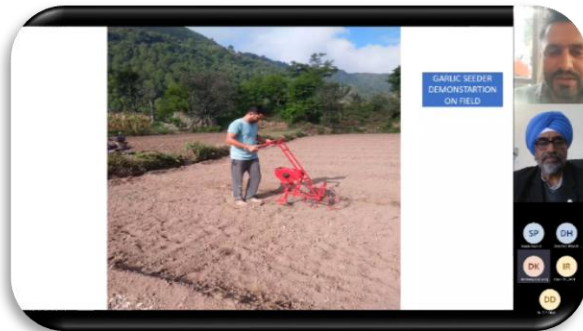 GARLIC SEEDER
DEMONSTARTION
ON FIELD
SP
DH
DK
IR
DD